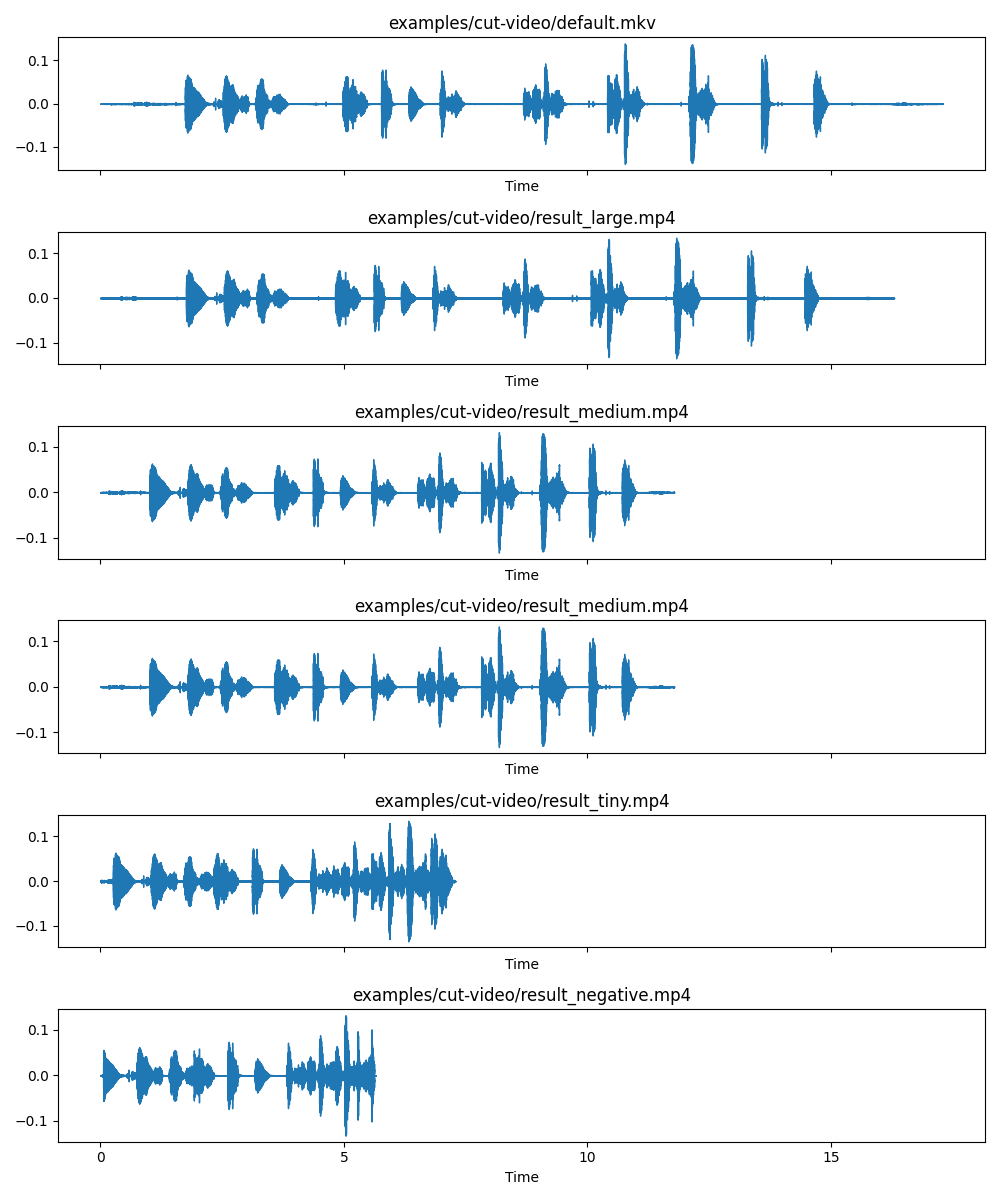 examples/cut-video/default.mkv
0.1
0.0
−0.1
Time
examples/cut-video/result_large.mp4
0.1
0.0
−0.1
Time
examples/cut-video/result_medium.mp4
0.1
0.0
−0.1
Time
examples/cut-video/result_medium.mp4
0.1
0.0
−0.1
Time
examples/cut-video/result_tiny.mp4
0.1
0.0
−0.1
Time
examples/cut-video/result_negative.mp4
0.1
0.0
−0.1
0 5 10 15
Time